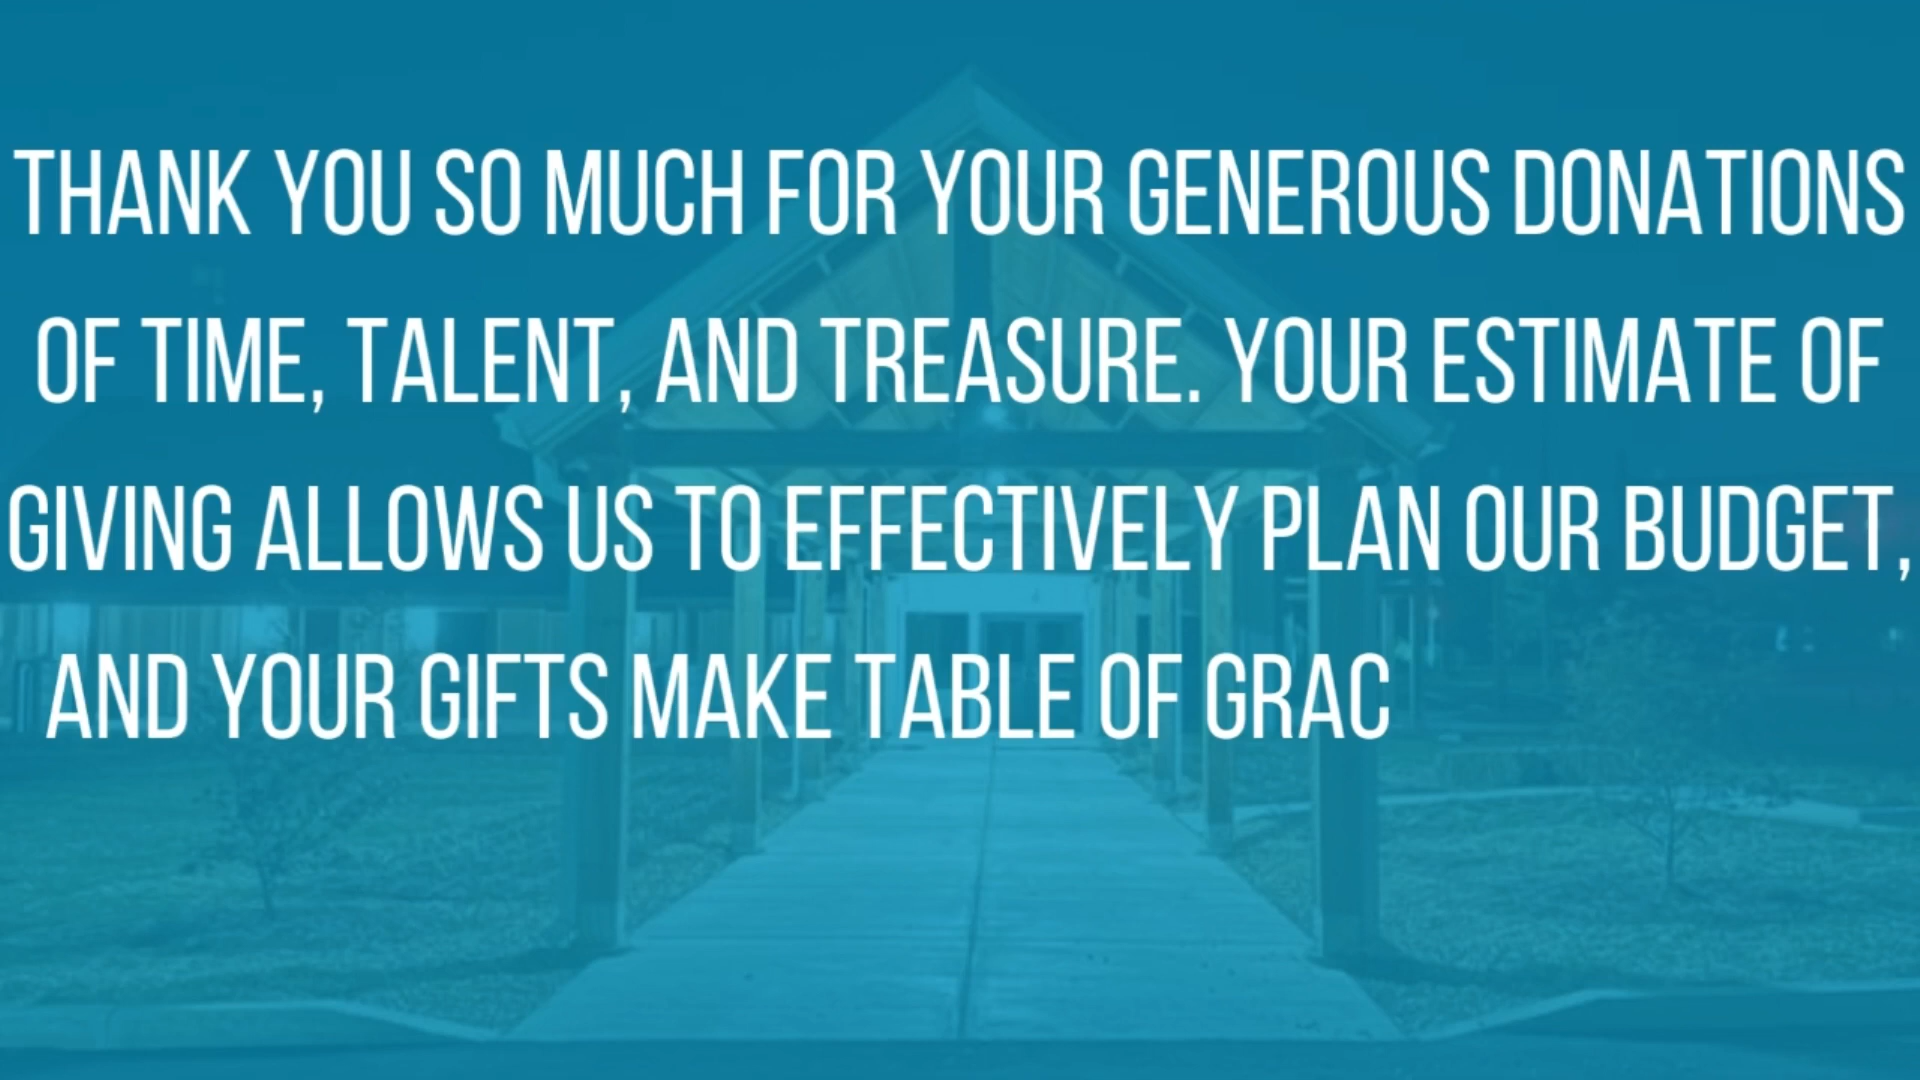 THANK YOU SO MUCH FOR YOUR GENEROUS DONATIONS
OF TIME, TALENT, AND TREASURE. YOUR ESTIMATE OF
GIVING ALLOWS US TO EFFECTIVELY PLAN OUR BUDGET,
AND YOUR GIFTS MAKE TABLE OF GRAC